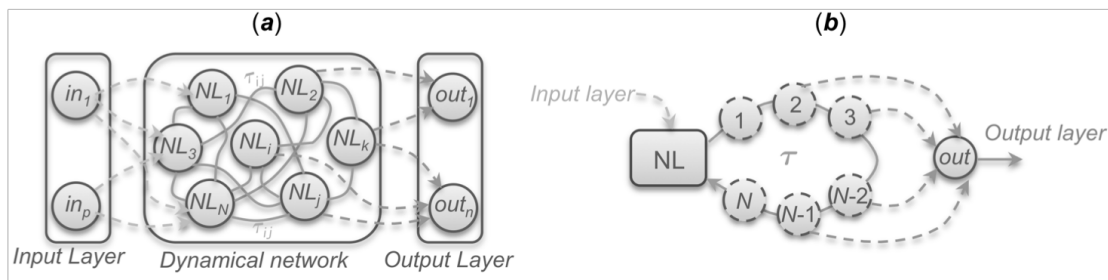 (a)
in1
inp
Input Layer
τij
NL1
NL2
NL3
NLi
NLk
NLN
NLj
τij
Dynamical network
out1
outn
Output Layer
(b)
Input layer
NL
1
2
3
τ
N
N-1
N-2
out
Output layer